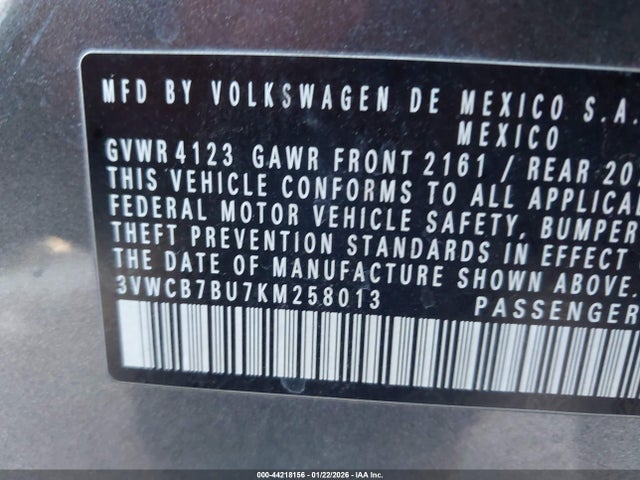 MFD BY VOLKSWAGEN DE MEXICO S.A.
MEXICO
GVWR 4123 GAWR FRONT 2161 / REAR
THIS VEHICLE CONFORMS TO ALL
FEDERAL MOTOR VEHICLE SAFETY, BUMPER
THEFT PREVENTION STANDARDS IN EFFECT
THE DATE OF MANUFACTURE SHOWN ABOVE.
3VWCB7BU7KM258013 PASSENGER
000-44218156 - 01/22/2026 - IAA Inc.